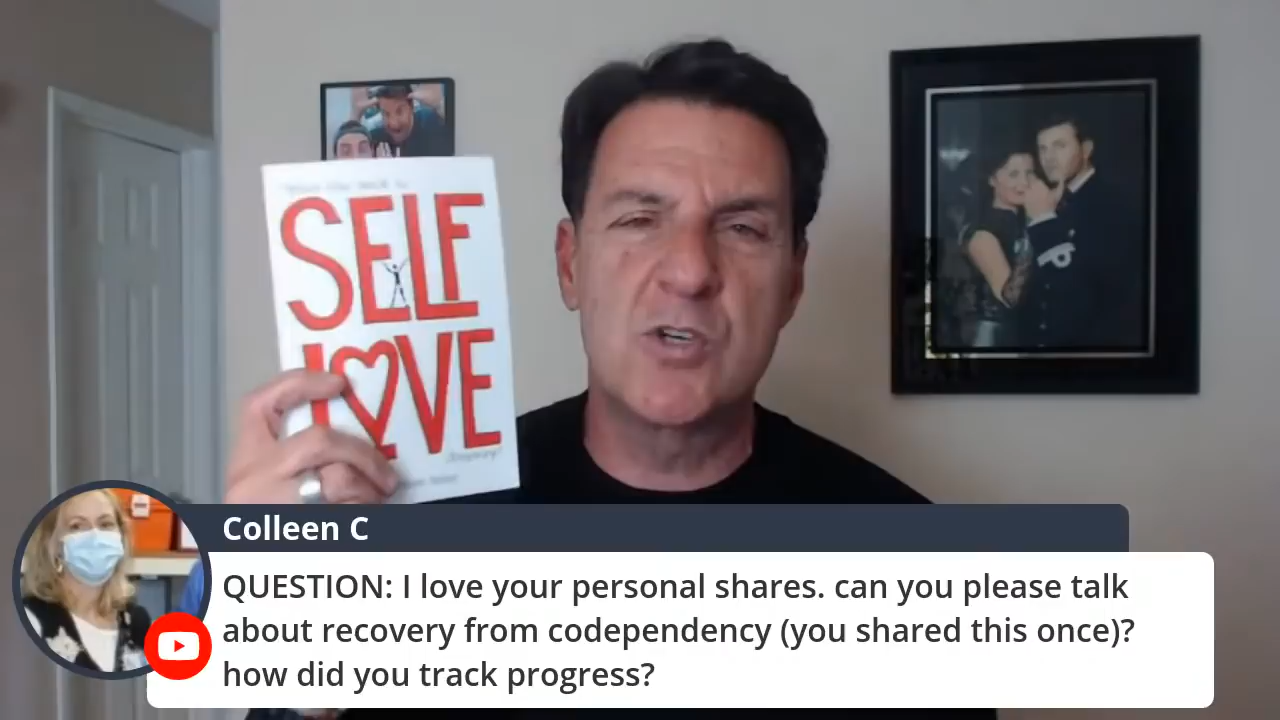 SELF
LOVE
Colleen C
QUESTION: I love your personal shares. can you please talk
about recovery from codependency (you shared this once)?
how did you track progress?